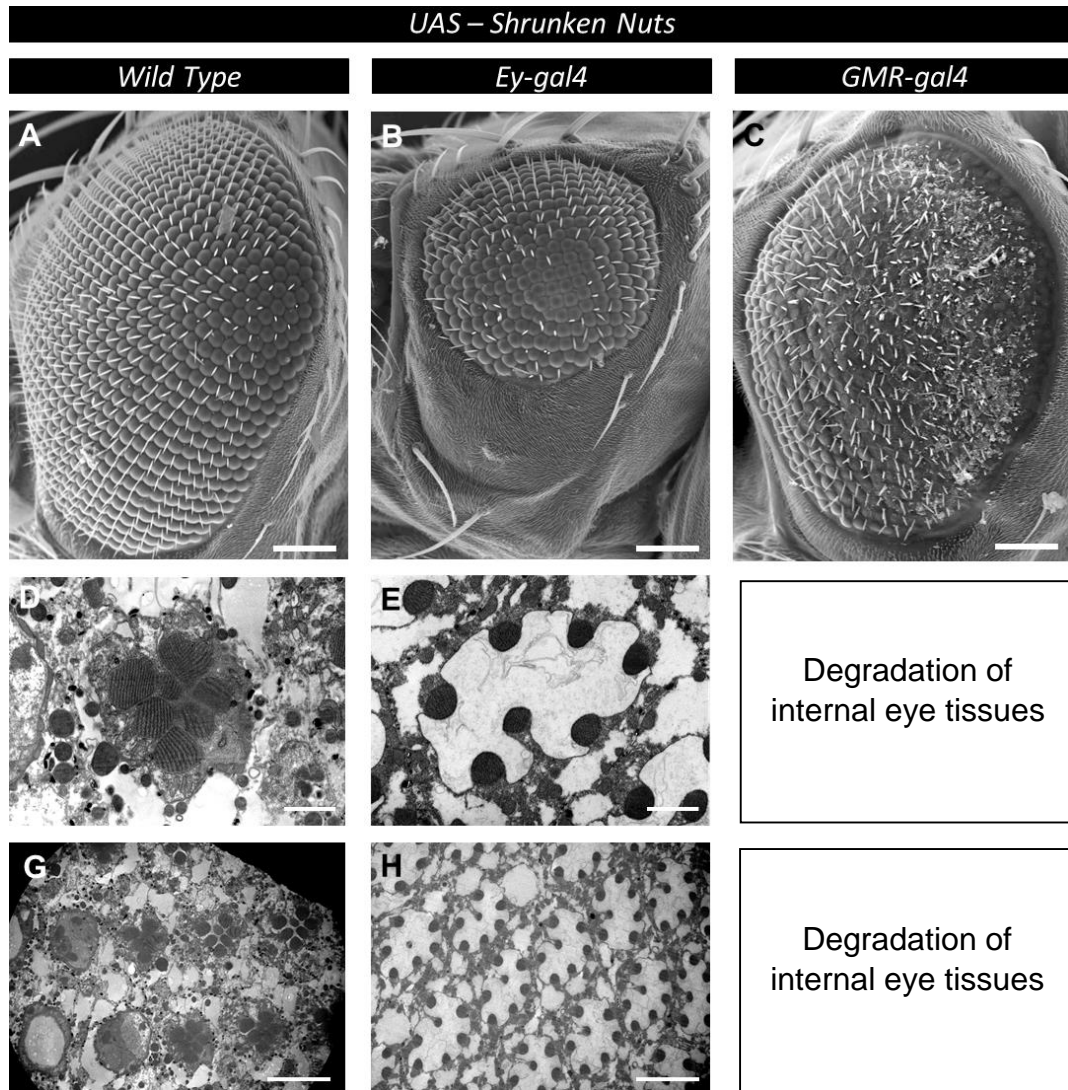 UAS – Shrunken Nuts
Wild Type
Ey-gal4
GMR-gal4
A
B
C
D
E
Degradation of
internal eye tissues
G
H
Degradation of
internal eye tissues